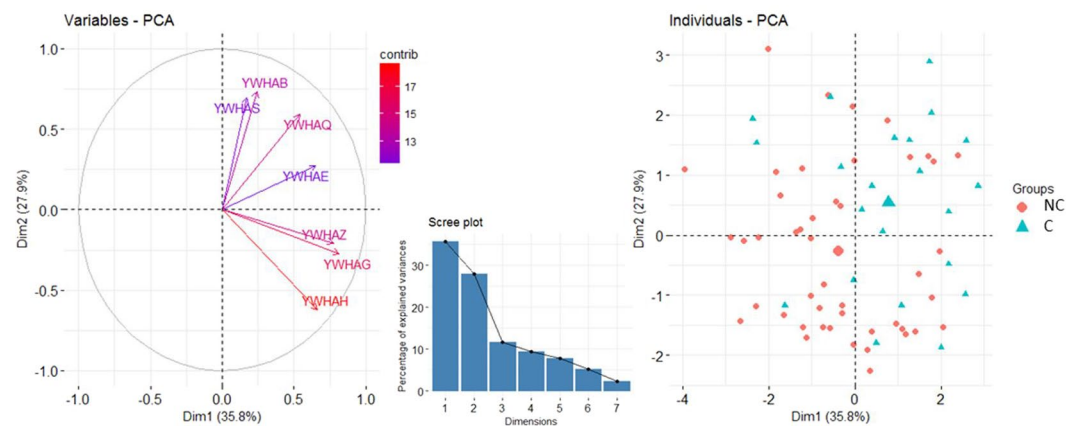 Variables - PCA
1.0
0.5
0.0
-0.5
-1.0
Dim2 (27.9%)
-1.0
-0.5
0.0
0.5
1.0
Dim1 (35.8%)
YWHAB
YWHAS
YWHAQ
YWHAE
YWHAZ
YWHAG
YWHAH
contrib
17
15
13
Scree plot
Percentage of explained variances
30
20
10
0
1
2
3
4
5
6
7
Dimensions
Individuals - PCA
Dim2 (27.9%)
3
2
1
0
-1
-2
-4
-2
0
2
Dim1 (35.8%)
Groups
NC
C